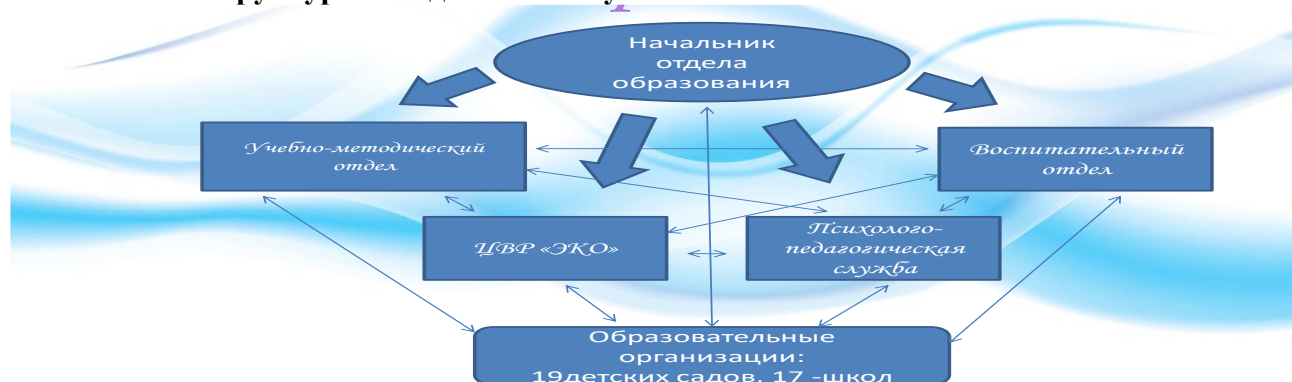 Начальник
отдела
образования
Учебно-методический
отдел
Воспитательный
отдел
ЦВР «ЭКО»
Психолого-
педагогическая
служба
Образовательные
организации:
19детских садов, 17 -школ